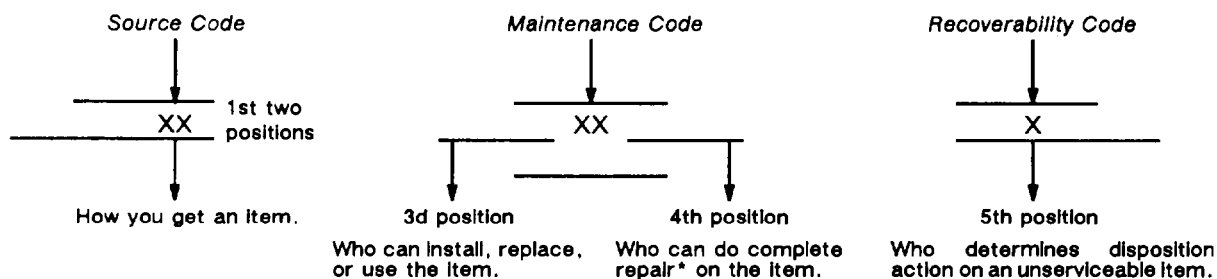 Source Code
Maintenance Code
Recoverability Code
XX
1st two
positions
XX
X
How you get an item.
3d position
4th position
5th position
Who can install, replace,
or use the item.
Who can do complete
repair* on the item.
Who determines disposition
action on an unserviceable item.